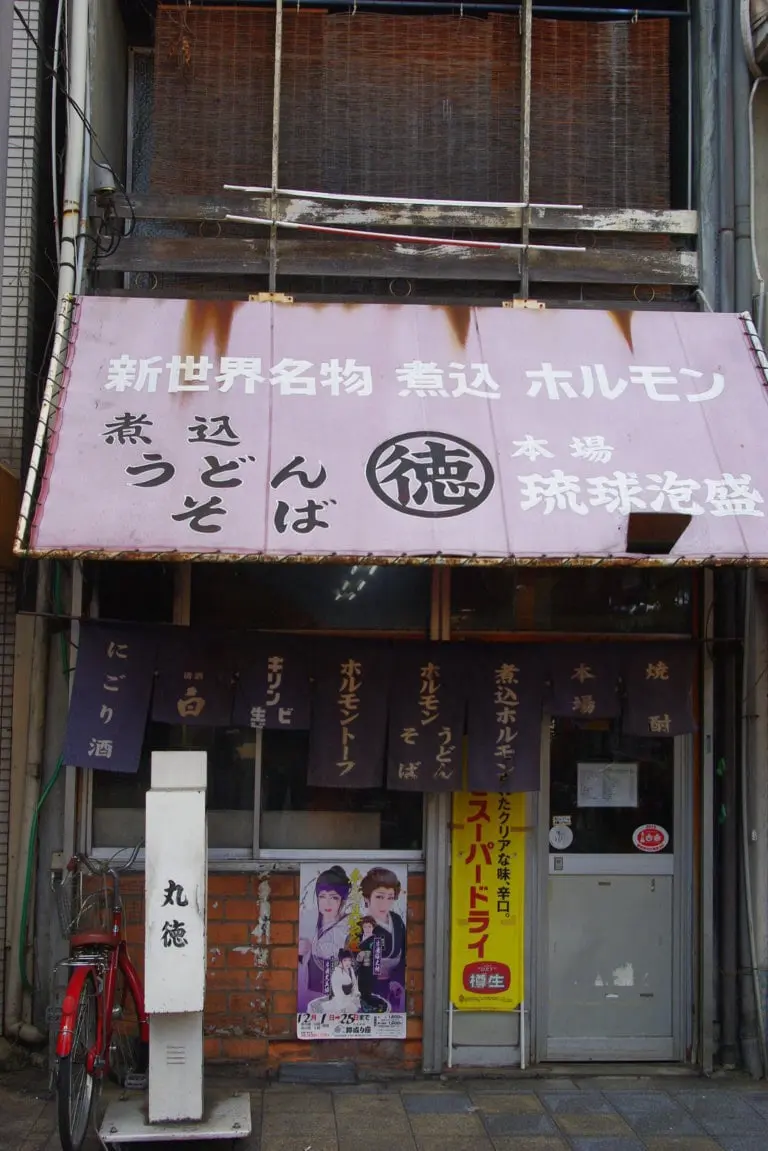 新世界名物 煮込 ホルモン
煮込
うどん
そば
徳
本場
琉球泡盛
にごり酒
清酒
白
キリンビ
生
ホルモントーフ
ホルモン
うどん
そば
煮込ホルモン
本場
焼酎
丸徳
たクリアな味、辛口。
スーパードライ
樽生
12月1日→25日まで